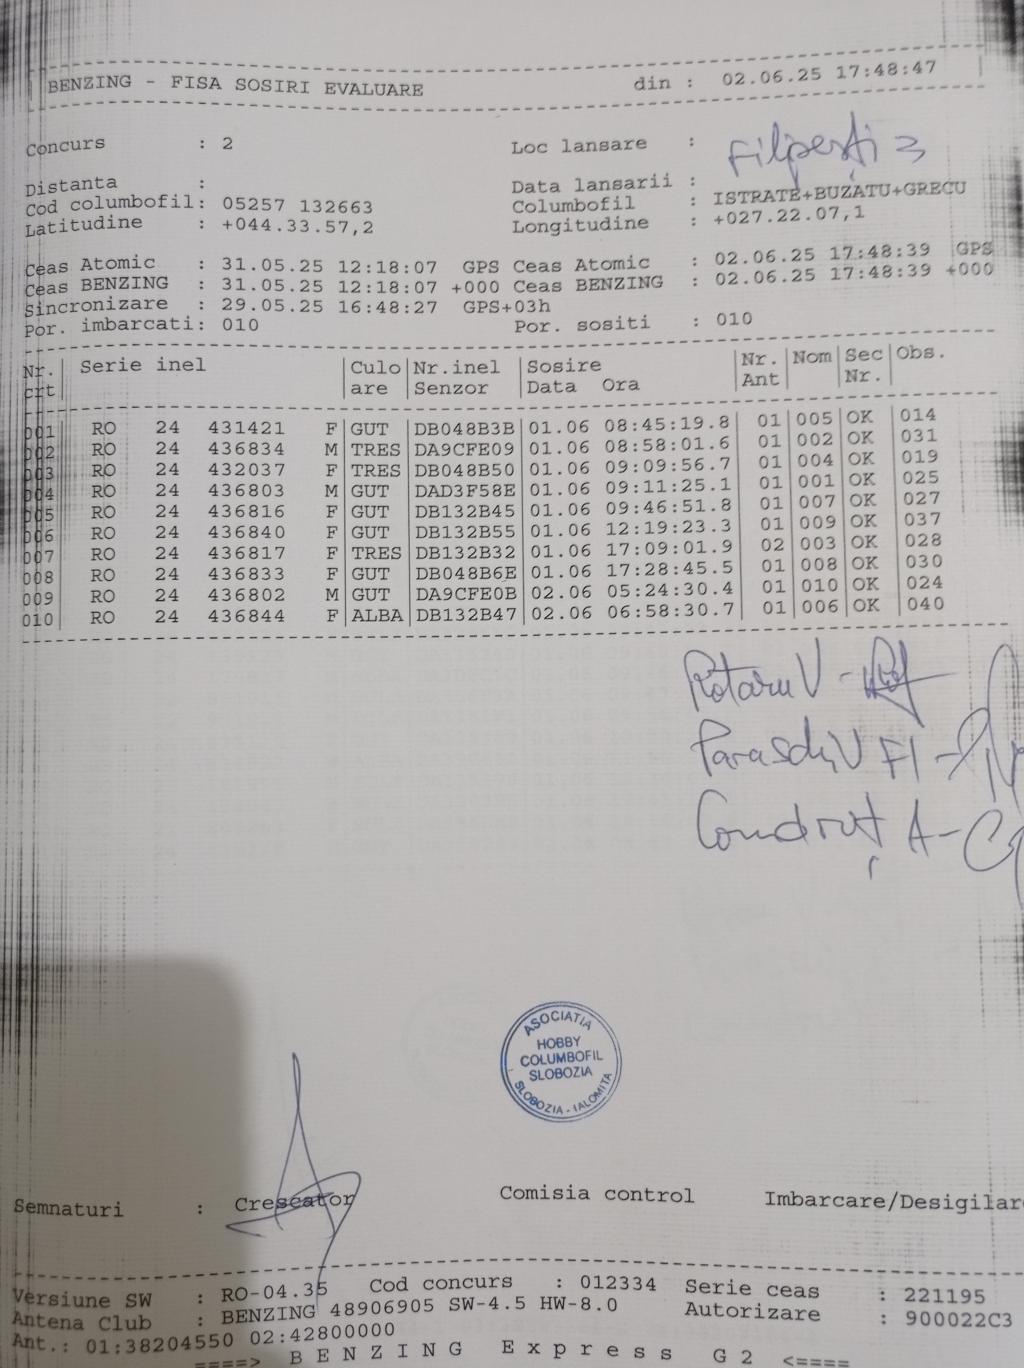 BENZING - FISA SOSIRI EVALUARE din : 02.06.25 17:48:47
Concurs : 2 Loc lansare : Filipești 3
Distanta : Data lansarii :
Cod columbofil: 05257 132663 Columbofil : ISTRATE+BUZATU+GRECU
Latitudine : +044.33.57,2 Longitudine : +027.22.07,1
Ceas Atomic : 31.05.25 12:18:07 GPS Ceas Atomic : 02.06.25 17:48:39 GPS
Ceas BENZING : 31.05.25 12:18:07 +000 Ceas BENZING : 02.06.25 17:48:39 +000
Sincronizare : 29.05.25 16:48:27 GPS+03h
Por. imbarcati: 010 Por. sositi : 010
Nr. Serie inel Culo Nr.inel Sosire Nr. Nom Sec Obs.
crt are Senzor Data Ora Ant Nr.
001 RO 24 431421 F GUT DB048B3B 01.06 08:45:19.8 01 005 OK 014
002 RO 24 436834 M TRES DA9CFE09 01.06 08:58:01.6 01 002 OK 031
003 RO 24 432037 F TRES DB048B50 01.06 09:09:56.7 01 004 OK 019
004 RO 24 436803 M GUT DAD3F58E 01.06 09:11:25.1 01 001 OK 025
005 RO 24 436816 F GUT DB132B45 01.06 09:46:51.8 01 007 OK 027
006 RO 24 436840 F GUT DB132B55 01.06 12:19:23.3 01 009 OK 037
007 RO 24 436817 F TRES DB132B32 01.06 17:09:01.9 02 003 OK 028
008 RO 24 436833 F GUT DB048B6E 01.06 17:28:45.5 01 008 OK 030
009 RO 24 436802 M GUT DA9CFE0B 02.06 05:24:30.4 01 010 OK 024
010 RO 24 436844 F ALBA DB132B47 02.06 06:58:30.7 01 006 OK 040
Rotaru V -
Paraschiv Fl -
Condruț A -
ASOCIATIA
HOBBY
COLUMBOFIL
SLOBOZIA
SLOBOZIA - IALOMITA
Semnaturi : Crescator Comisia control Imbarcare/Desigilare
Versiune SW : RO-04.35 Cod concurs : 012334 Serie ceas : 221195
Antena Club : BENZING 48906905 SW-4.5 HW-8.0 Autorizare : 900022C3
Ant.: 01:38204550 02:42800000
====> B E N Z I N G E x p r e s s G 2 <====